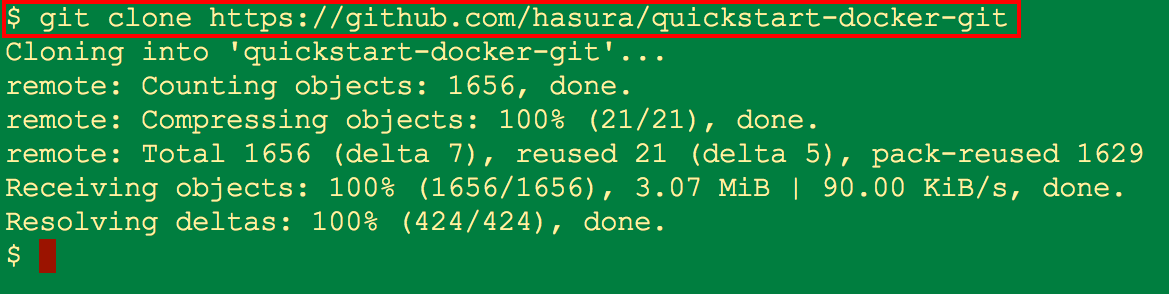 $ git clone https://github.com/hasura/quickstart-docker-git
Cloning into 'quickstart-docker-git'...
remote: Counting objects: 1656, done.
remote: Compressing objects: 100% (21/21), done.
remote: Total 1656 (delta 7), reused 21 (delta 5), pack-reused 1629
Receiving objects: 100% (1656/1656), 3.07 MiB | 90.00 KiB/s, done.
Resolving deltas: 100% (424/424), done.
$